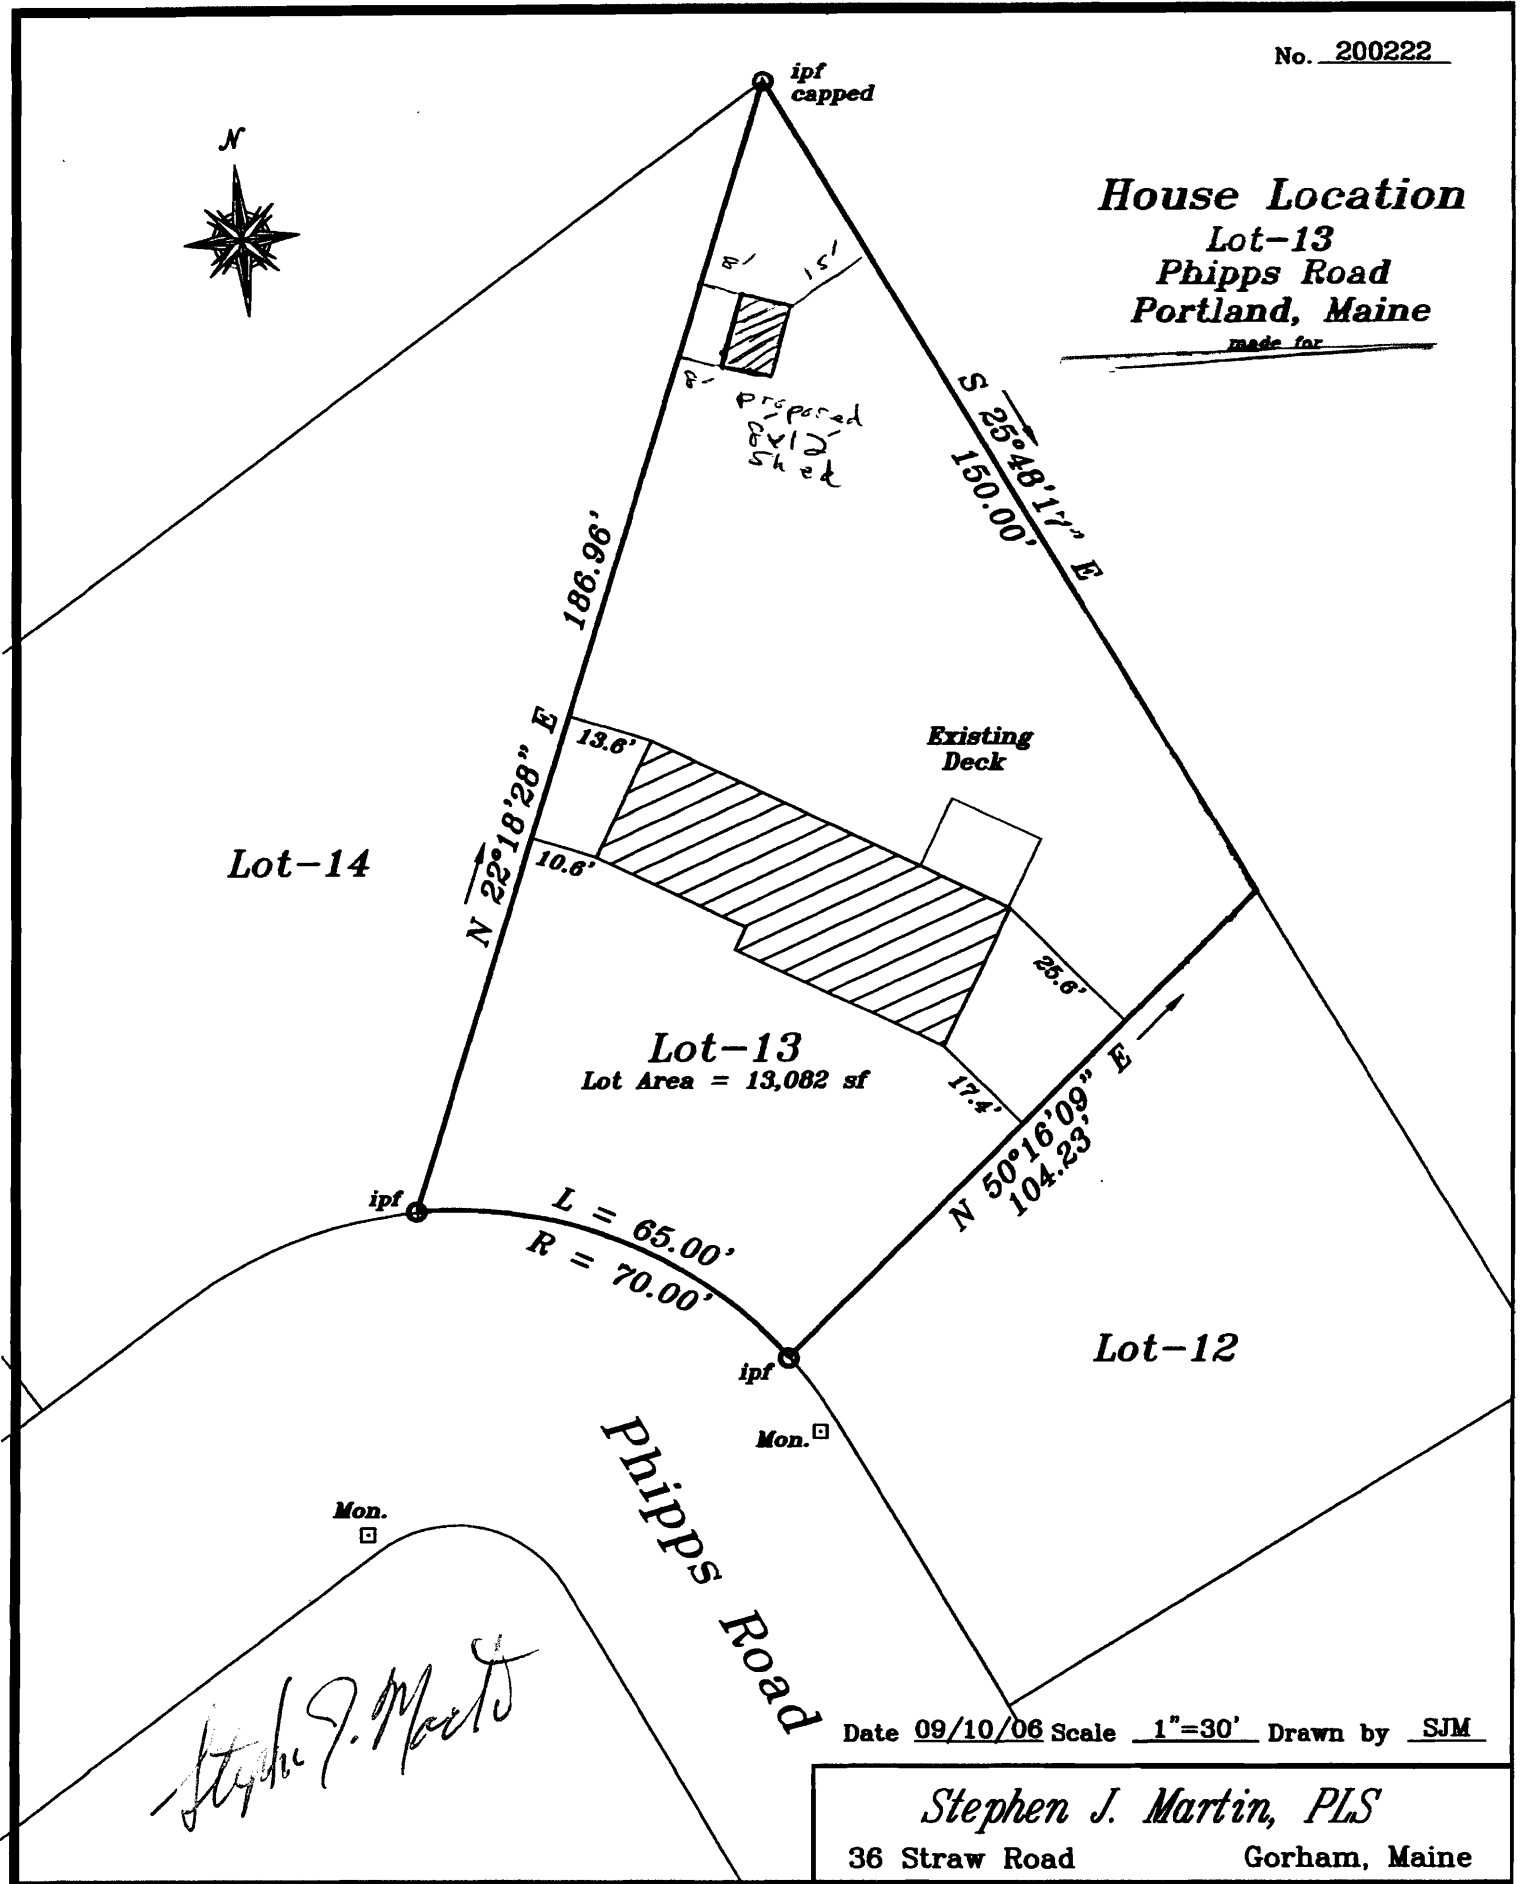 No. 200222
ipf
capped
N
House Location
Lot-13
Phipps Road
Portland, Maine
made for
8'
15'
8'
proposed
8'x12'
Shed
S 25°48'17" E
150.00'
186.96'
N 22°18'28" E
13.6'
10.6'
Existing
Deck
Lot-14
25.6'
17.4'
Lot-13
Lot Area = 13,082 sf
N 50°16'09" E
104.23'
ipf
L = 65.00'
R = 70.00'
ipf
Lot-12
Mon.
Mon.
Phipps Road
Stephen J. Martin
Date 09/10/06 Scale 1"=30' Drawn by SJM
Stephen J. Martin, PLS
36 Straw Road Gorham, Maine